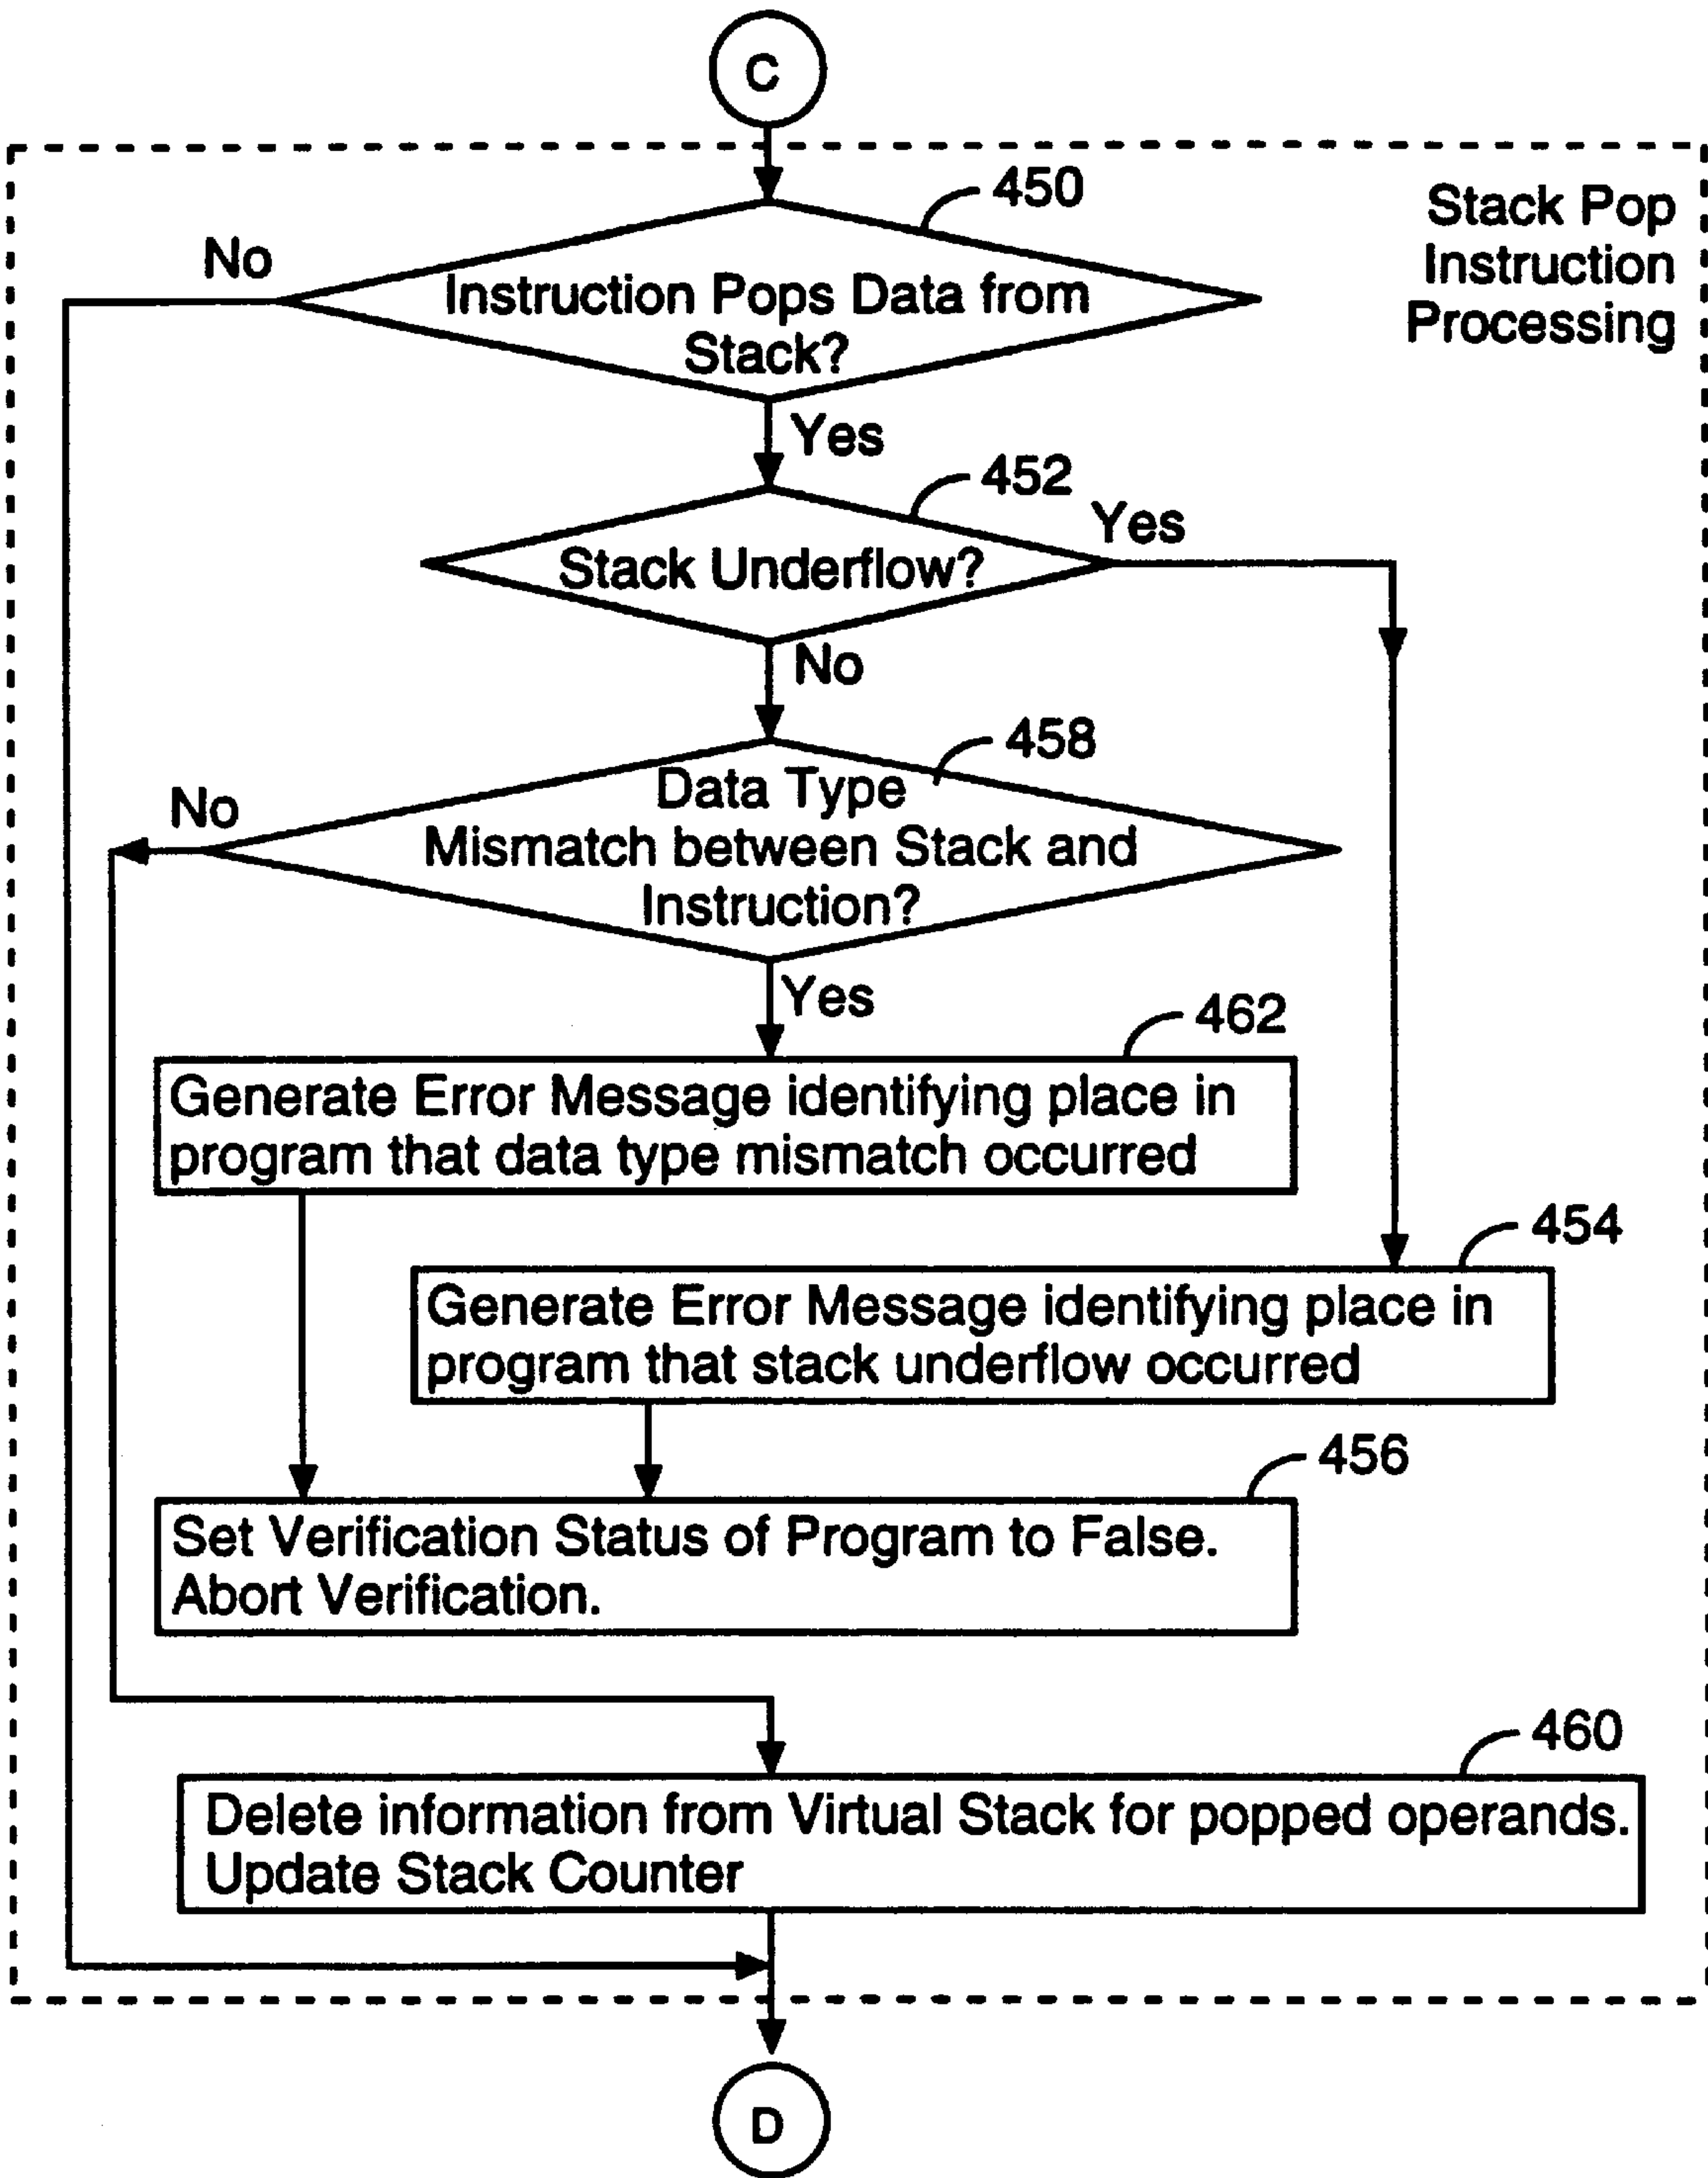 C
450
Stack Pop
Instruction
Processing
No
Instruction Pops Data from
Stack?
Yes
452
Yes
Stack Underflow?
No
458
No
Data Type
Mismatch between Stack and
Instruction?
Yes
462
Generate Error Message identifying place in
program that data type mismatch occurred
454
Generate Error Message identifying place in
program that stack underflow occurred
456
Set Verification Status of Program to False.
Abort Verification.
460
Delete information from Virtual Stack for popped operands.
Update Stack Counter
D